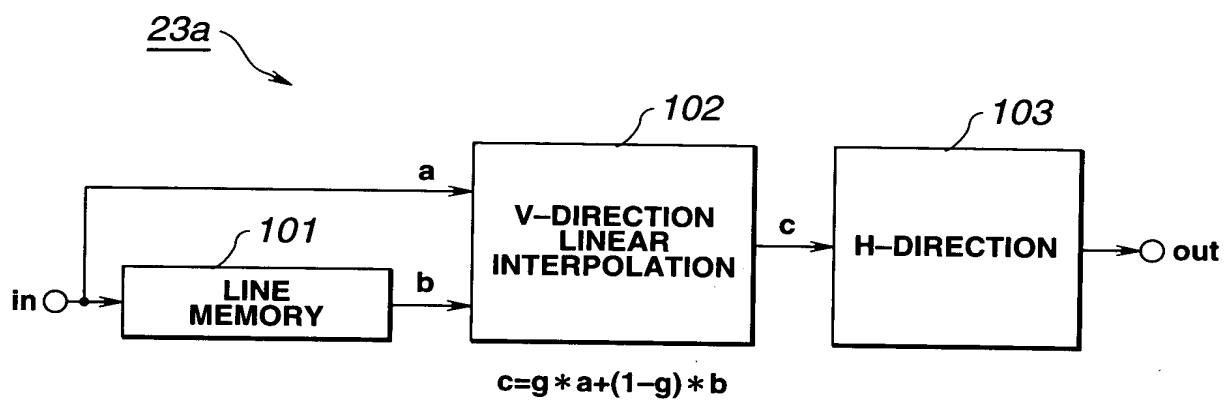 23a
102
103
a
V–DIRECTION
LINEAR
INTERPOLATION
c
H–DIRECTION
out
101
in
LINE
MEMORY
b
c=g*a+(1–g)*b